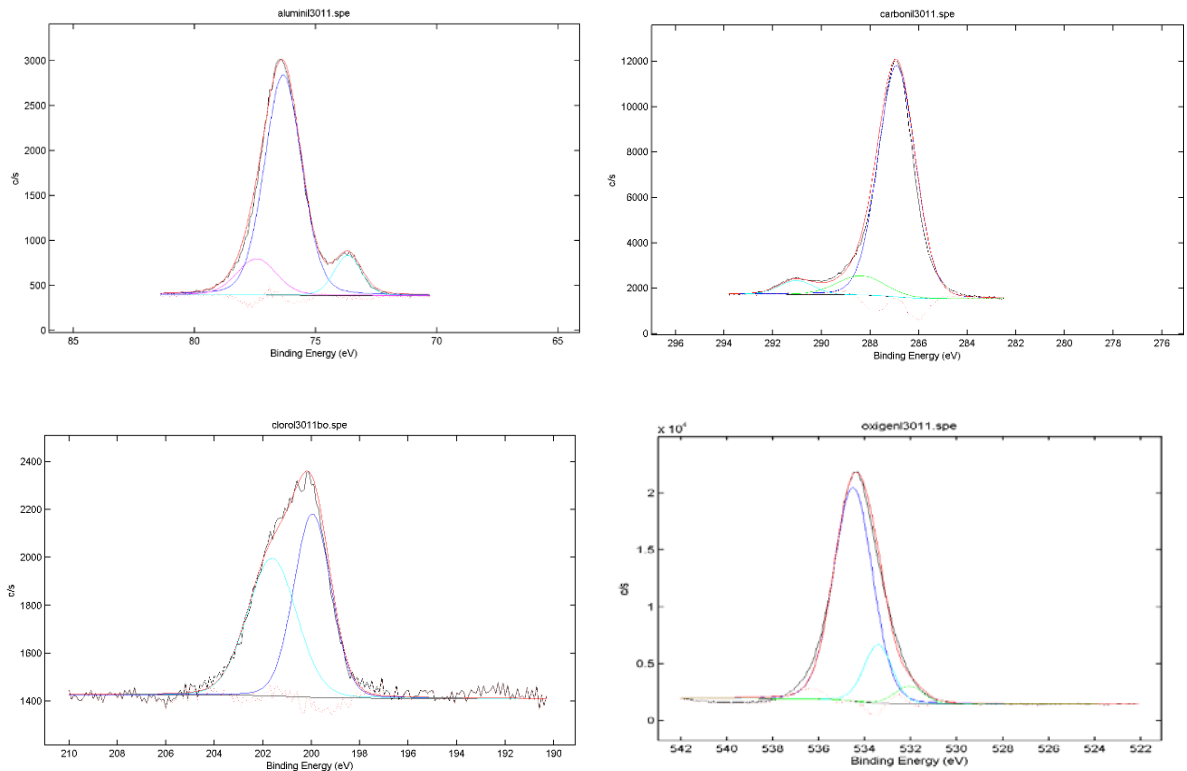 aluminil3011.spe
3000
2500
2000
c/s
1500
1000
500
0
85 80 75 70 65
Binding Energy (eV)
carbonil3011.spe
12000
10000
8000
c/s
6000
4000
2000
0
296 294 292 290 288 286 284 282 280 278 276
Binding Energy (eV)
clorol3011bo.spe
2400
2200
2000
c/s
1800
1600
1400
210 208 206 204 202 200 198 196 194 192 190
Binding Energy (eV)
x 10⁴
oxigenl3011.spe
2
1.5
c/s
1
0.5
0
542 540 538 536 534 532 530 528 526 524 522
Binding Energy (eV)